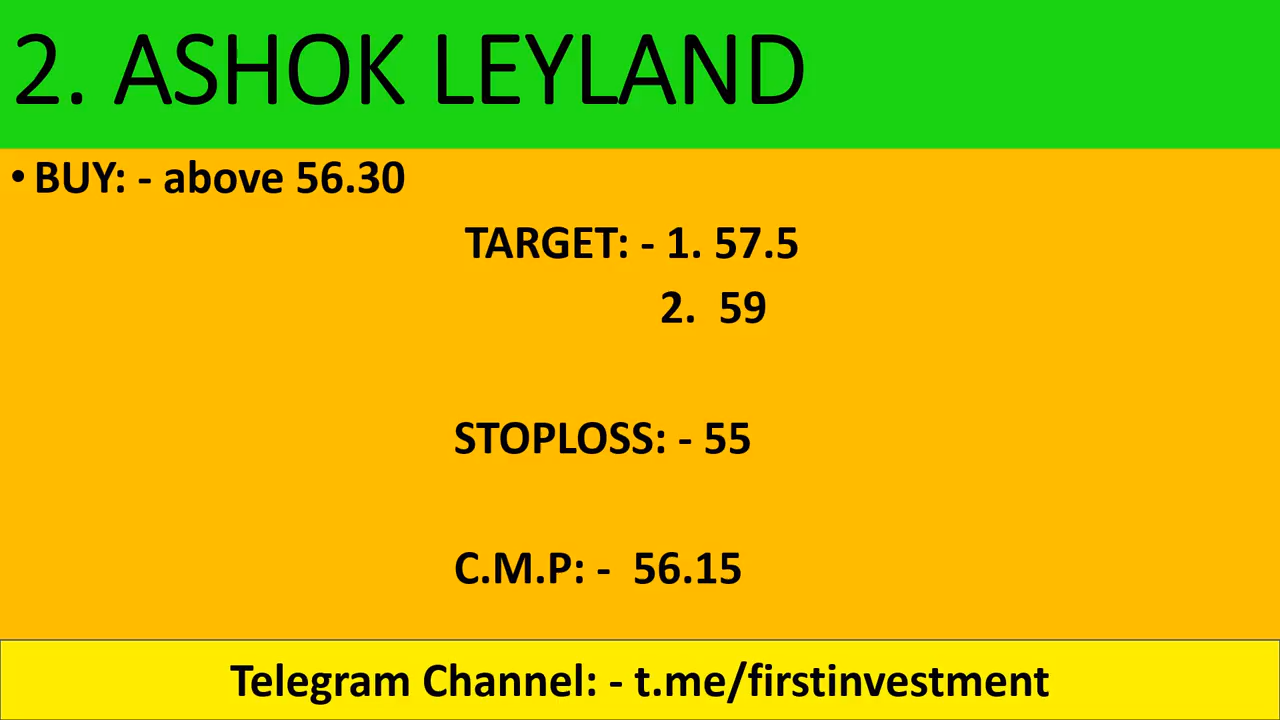 2. ASHOK LEYLAND
• BUY: - above 56.30
TARGET: - 1. 57.5
2. 59
STOPLOSS: - 55
C.M.P: - 56.15
Telegram Channel: - t.me/firstinvestment